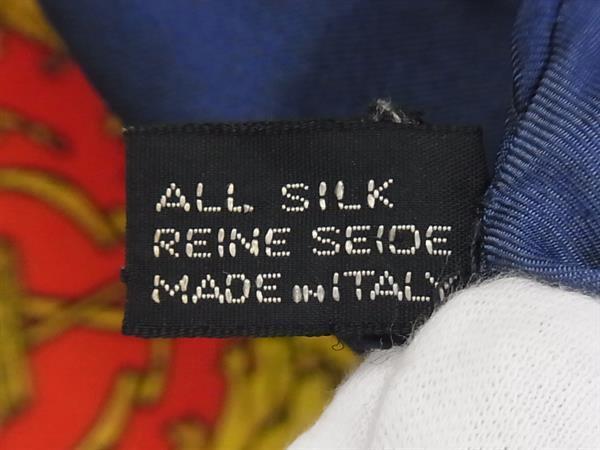 ALL SILK
REINE SEIDE
MADE in ITALY